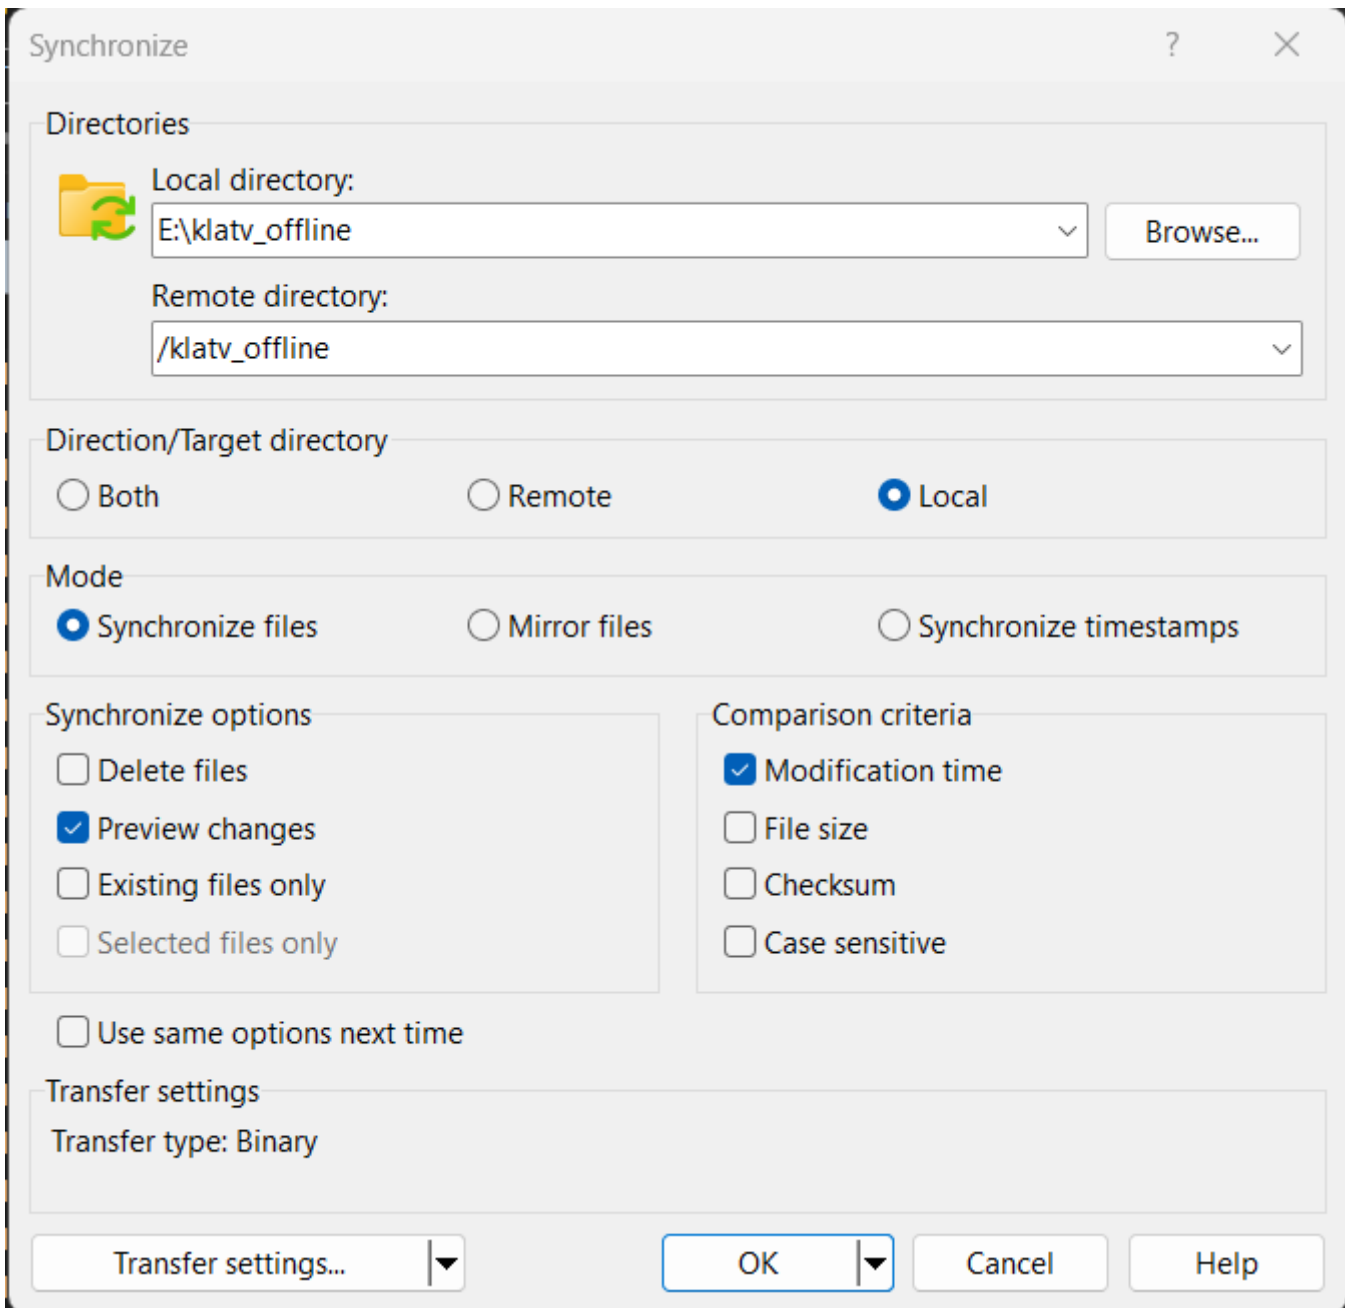 Synchronize
Directories
Local directory:
E:\klatv_offline
Browse...
Remote directory:
/klatv_offline
Direction/Target directory
Both Remote Local
Mode
Synchronize files Mirror files Synchronize timestamps
Synchronize options
Delete files
Preview changes
Existing files only
Selected files only
Comparison criteria
Modification time
File size
Checksum
Case sensitive
Use same options next time
Transfer settings
Transfer type: Binary
Transfer settings... OK Cancel Help